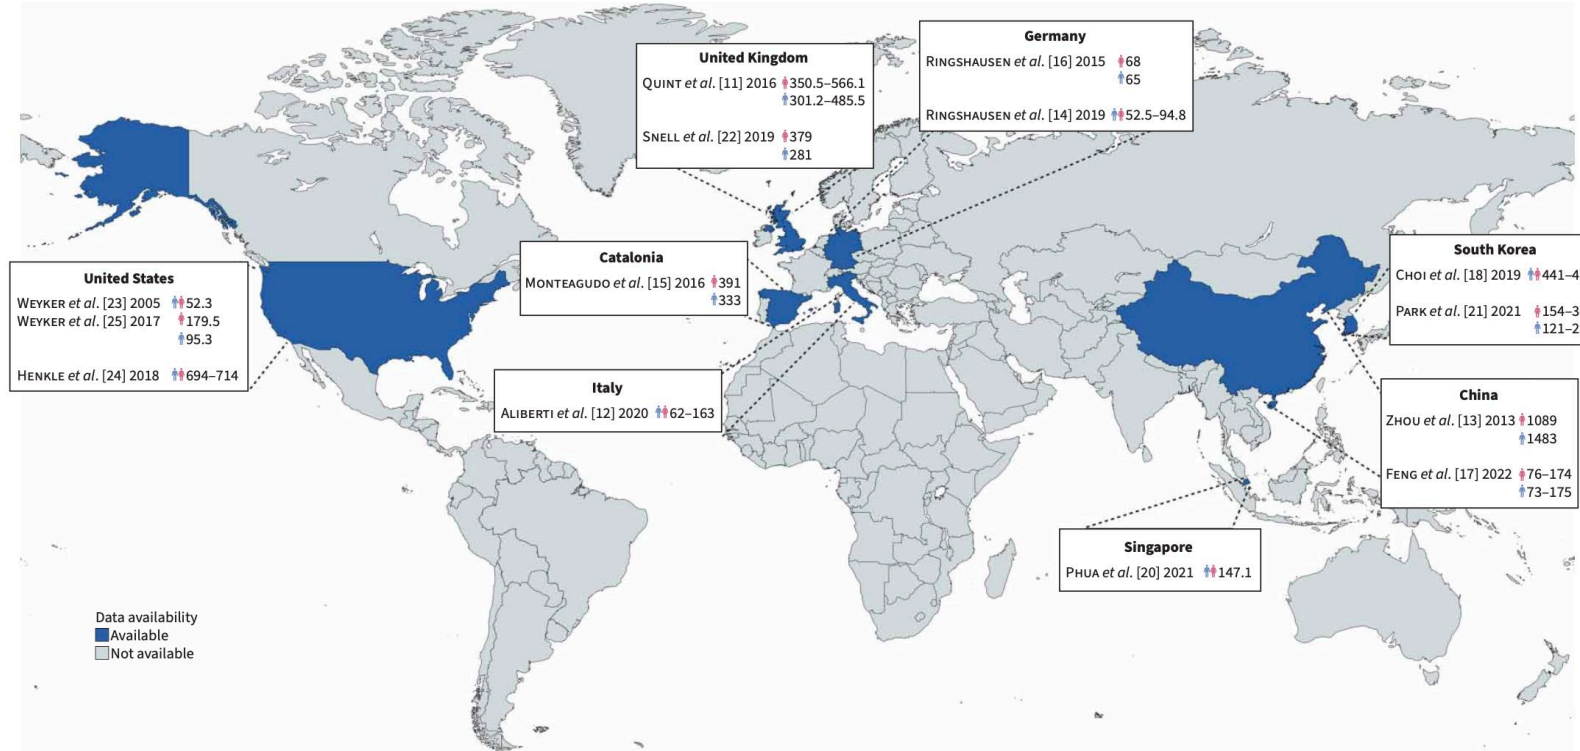 Germany
RINGSHAUSEN et al. [16] 2015 68
65
RINGSHAUSEN et al. [14] 2019 52.5–94.8
United Kingdom
QUINT et al. [11] 2016 350.5–566.1
301.2–485.5
SNELL et al. [22] 2019 379
281
Catalonia
MONTEAGUDO et al. [15] 2016 391
333
South Korea
CHOI et al. [18] 2019 441–4
PARK et al. [21] 2021 154–3
121–2
United States
WEYKER et al. [23] 2005 52.3
WEYKER et al. [25] 2017 179.5
95.3
HENKLE et al. [24] 2018 694–714
Italy
ALIBERTI et al. [12] 2020 62–163
China
ZHOU et al. [13] 2013 1089
1483
FENG et al. [17] 2022 76–174
73–175
Singapore
PHUA et al. [20] 2021 147.1
Data availability
Available
Not available